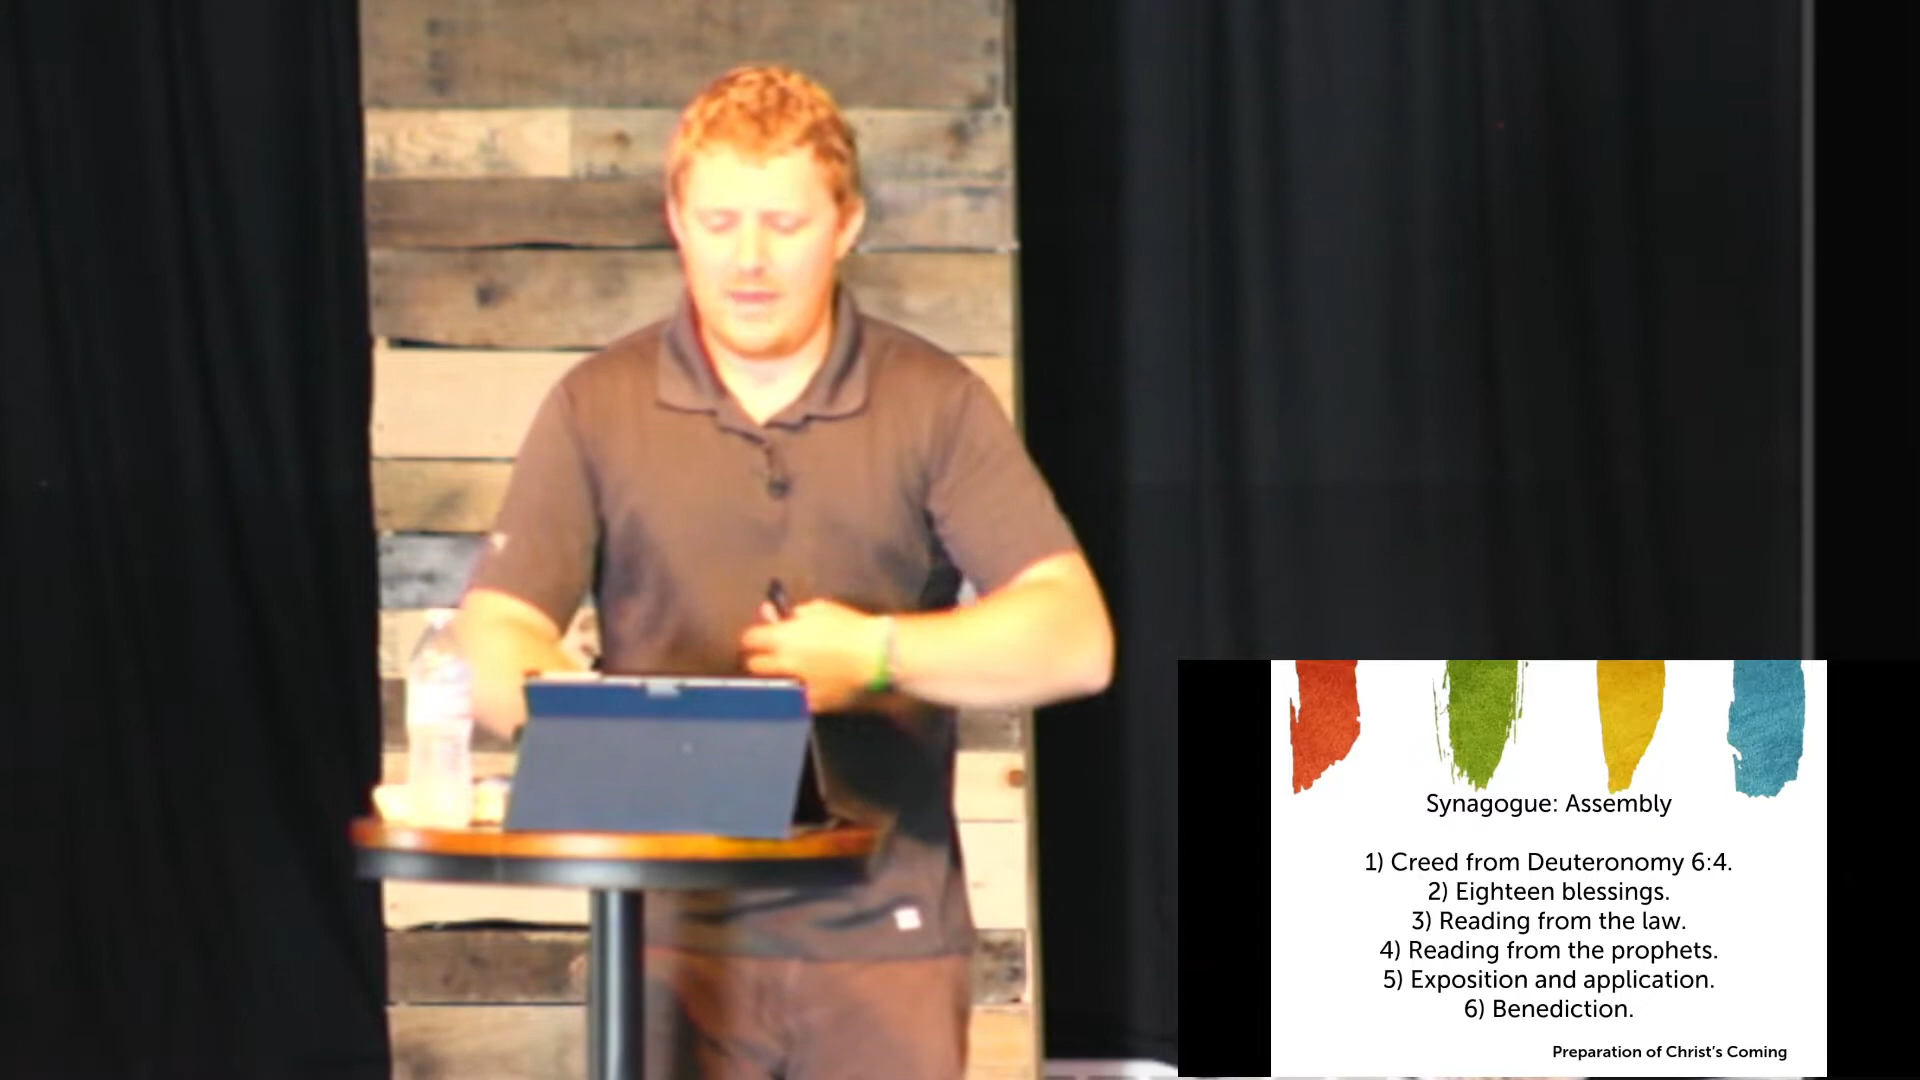 Synagogue: Assembly
1) Creed from Deuteronomy 6:4.
2) Eighteen blessings.
3) Reading from the law.
4) Reading from the prophets.
5) Exposition and application.
6) Benediction.
Preparation of Christ's Coming